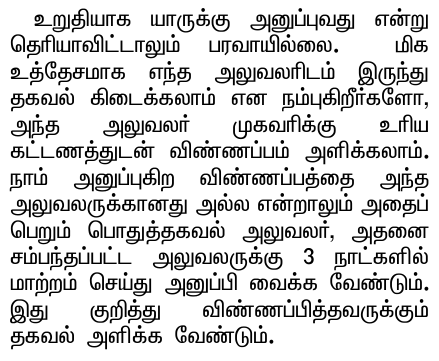 உறுதியாக யாருக்கு அனுப்புவது என்று
தெரியாவிட்டாலும் பரவாயில்லை. மிக
உத்தேசமாக எந்த அலுவலரிடம் இருந்து
தகவல் கிடைக்கலாம் என நம்புகிறீர்களோ,
அந்த அலுவலர் முகவரிக்கு உரிய
கட்டணத்துடன் விண்ணப்பம் அளிக்கலாம்.
நாம் அனுப்புகிற விண்ணப்பத்தை அந்த
அலுவலருக்கானது அல்ல என்றாலும் அதைப்
பெறும் பொதுத்தகவல் அலுவலர், அதனை
சம்பந்தப்பட்ட அலுவலருக்கு 3 நாட்களில்
மாற்றம் செய்து அனுப்பி வைக்க வேண்டும்.
இது குறித்து விண்ணப்பித்தவருக்கும்
தகவல் அளிக்க வேண்டும்.